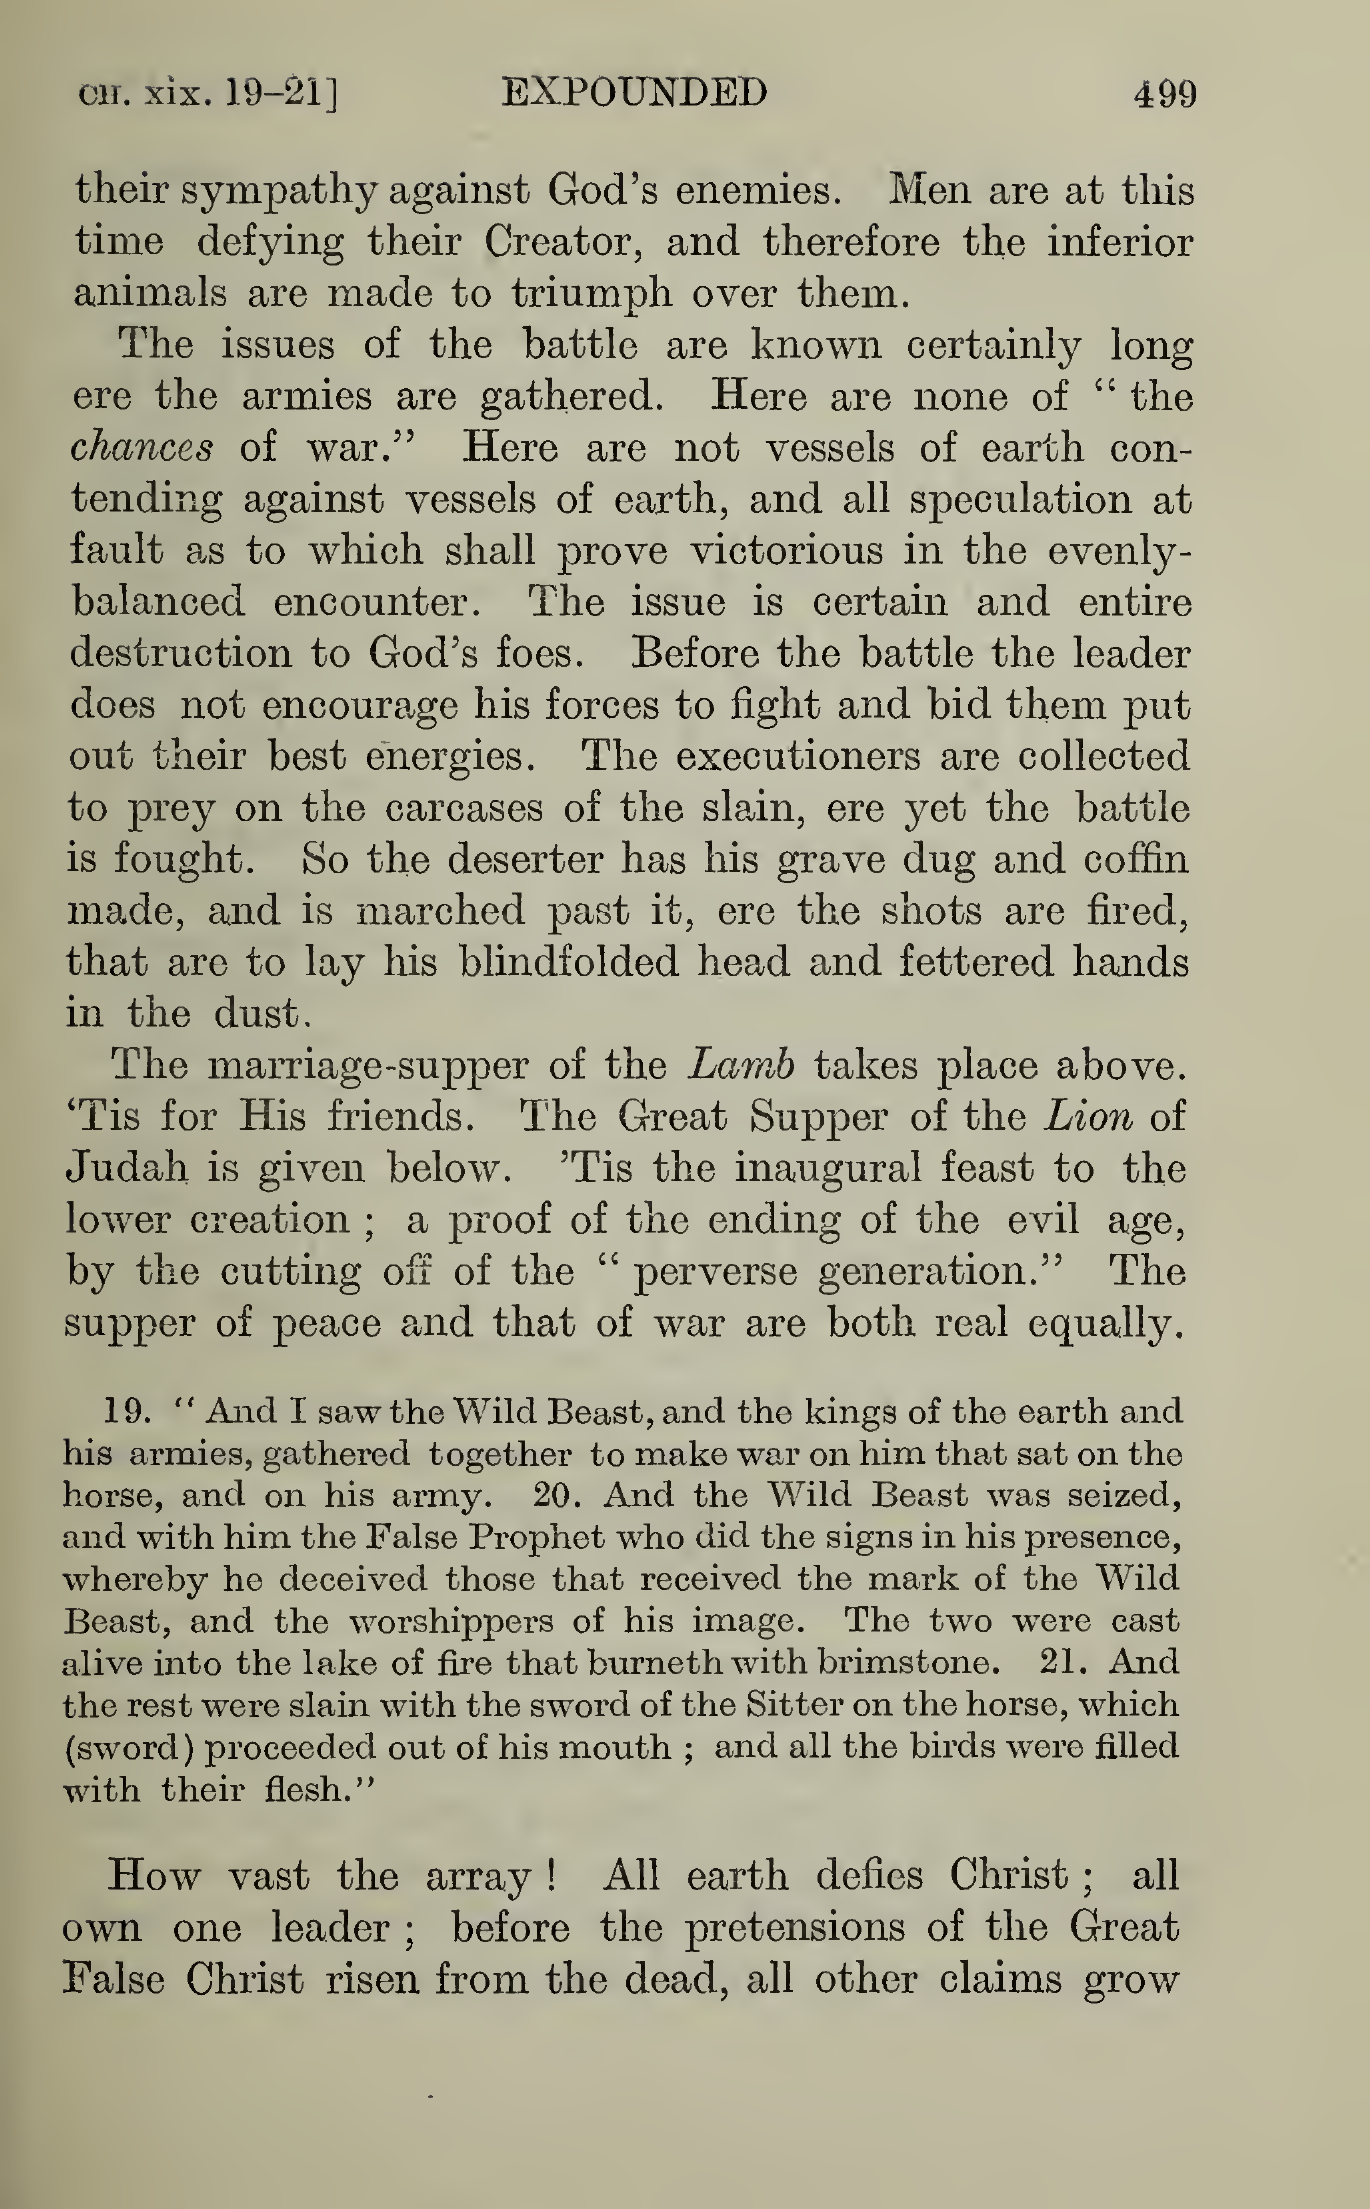 CH. xix. 19–21] EXPOUNDED 499
their sympathy against God’s enemies. Men are at this
time defying their Creator, and therefore the inferior
animals are made to triumph over them.
The issues of the battle are known certainly long
ere the armies are gathered. Here are none of “ the
chances of war.” Here are not vessels of earth con-
tending against vessels of earth, and all speculation at
fault as to which shall prove victorious in the evenly-
balanced encounter. The issue is certain and entire
destruction to God’s foes. Before the battle the leader
does not encourage his forces to fight and bid them put
out their best energies. The executioners are collected
to prey on the carcases of the slain, ere yet the battle
is fought. So the deserter has his grave dug and coffin
made, and is marched past it, ere the shots are fired,
that are to lay his blindfolded head and fettered hands
in the dust.
The marriage-supper of the Lamb takes place above.
‘Tis for His friends. The Great Supper of the Lion of
Judah is given below. ’Tis the inaugural feast to the
lower creation ; a proof of the ending of the evil age,
by the cutting off of the “ perverse generation.” The
supper of peace and that of war are both real equally.
19. “ And I saw the Wild Beast, and the kings of the earth and
his armies, gathered together to make war on him that sat on the
horse, and on his army. 20. And the Wild Beast was seized,
and with him the False Prophet who did the signs in his presence,
whereby he deceived those that received the mark of the Wild
Beast, and the worshippers of his image. The two were cast
alive into the lake of fire that burneth with brimstone. 21. And
the rest were slain with the sword of the Sitter on the horse, which
(sword) proceeded out of his mouth ; and all the birds were filled
with their flesh.”
How vast the array ! All earth defies Christ ; all
own one leader ; before the pretensions of the Great
False Christ risen from the dead, all other claims grow